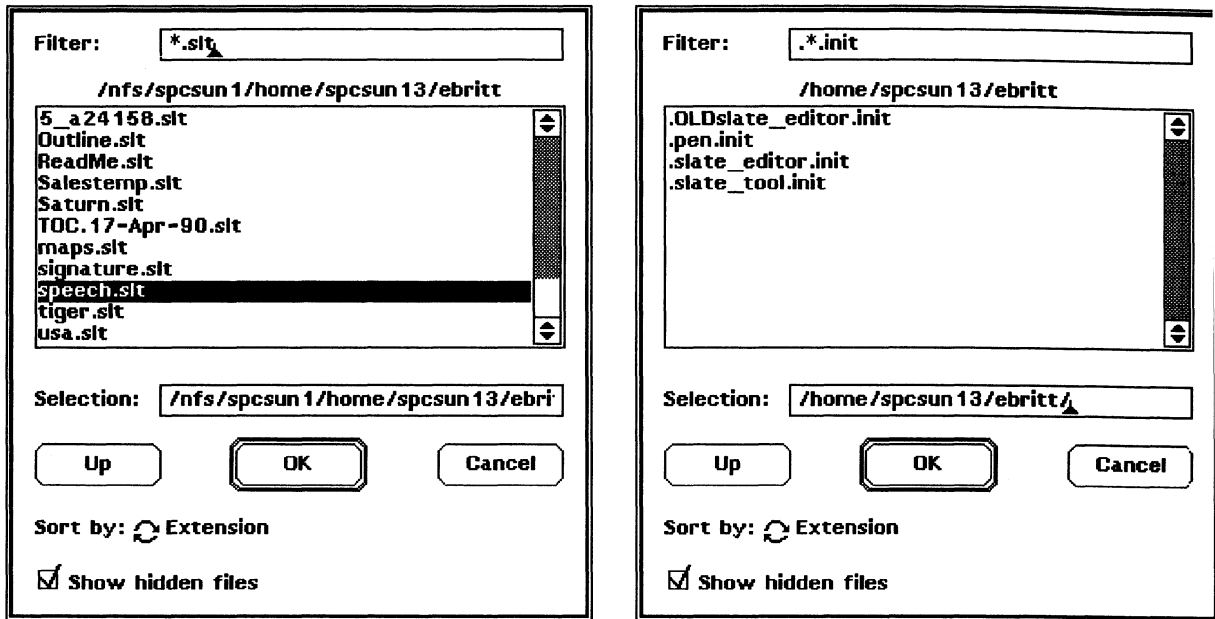 Filter: *.slt
/nfs/spcsun1/home/spcsun13/ebritt
5_a24158.slt
Outline.slt
ReadMe.slt
Salestemp.slt
Saturn.slt
TOC.17-Apr-90.slt
maps.slt
signature.slt
speech.slt
tiger.slt
usa.slt
Selection: /nfs/spcsun1/home/spcsun13/ebri
Up OK Cancel
Sort by: Extension
Show hidden files
Filter: .*.init
/home/spcsun13/ebritt
.OLDslate_editor.init
.pen.init
.slate_editor.init
.slate_tool.init
Selection: /home/spcsun13/ebritt/
Up OK Cancel
Sort by: Extension
Show hidden files